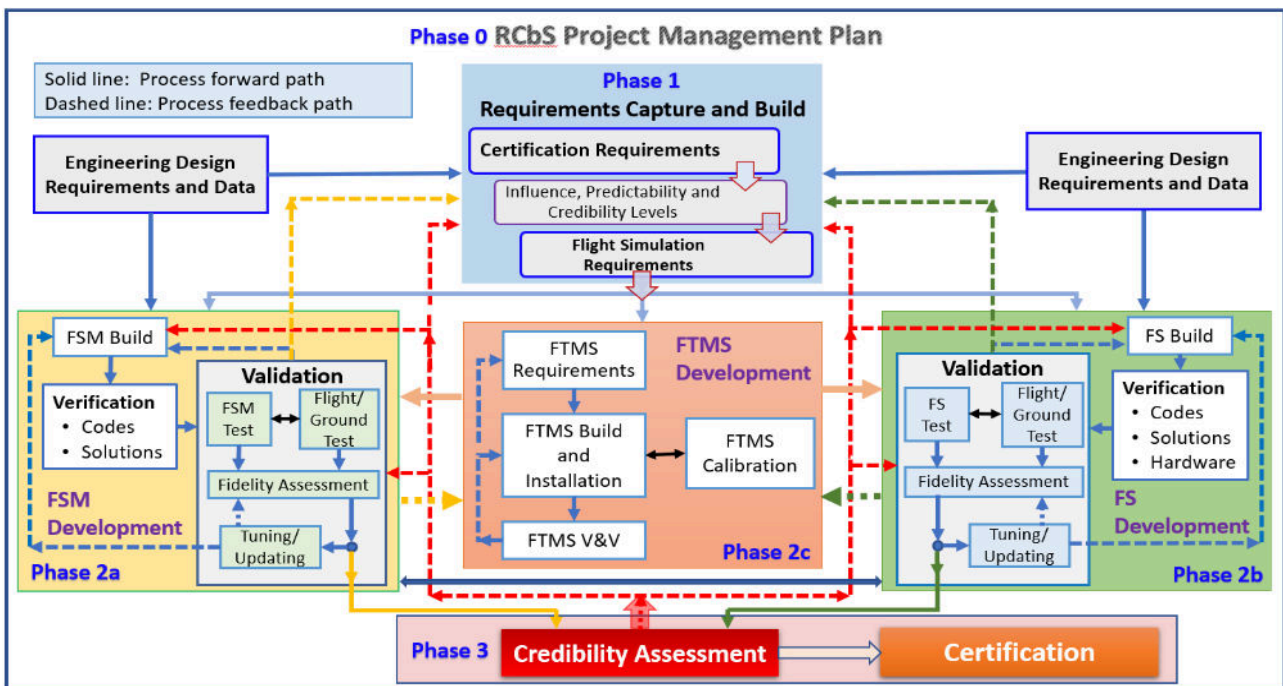 Phase 0 RCbS Project Management Plan
Solid line:  Process forward path
Dashed line: Process feedback path
Phase 1
Requirements Capture and Build
Certification Requirements
Influence, Predictability and
Credibility Levels
Flight Simulation
Requirements
Engineering Design
Requirements and Data
Engineering Design
Requirements and Data
FSM Build
Verification
• Codes
• Solutions
Validation
FSM
Test
Flight/
Ground
Test
Fidelity Assessment
Tuning/
Updating
FSM
Development
Phase 2a
FTMS
Requirements
FTMS
Development
FTMS Build
and
Installation
FTMS
Calibration
FTMS V&V
Phase 2c
FS Build
Validation
FS
Test
Flight/
Ground
Test
Verification
• Codes
• Solutions
• Hardware
Fidelity Assessment
Tuning/
Updating
FS
Development
Phase 2b
Phase 3
Credibility Assessment
Certification